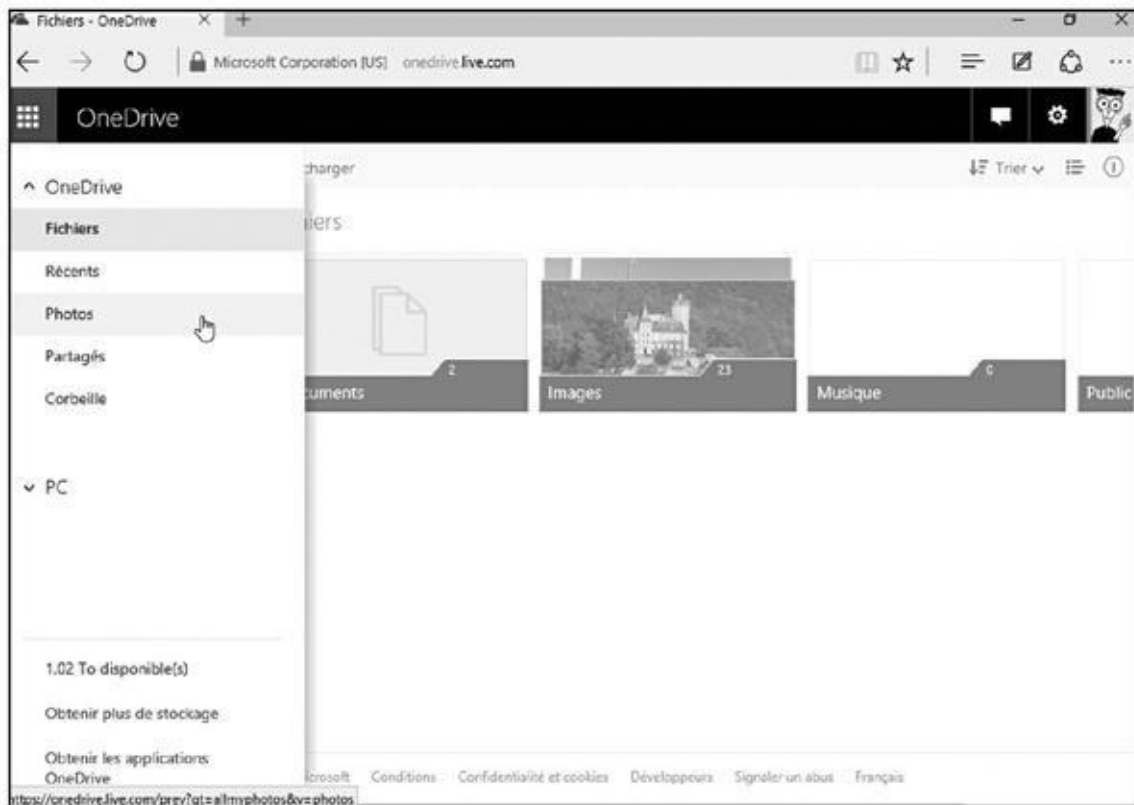 Fichiers - OneDrive
Microsoft Corporation [US] onedrive.live.com
OneDrive
charger
Trier
OneDrive
Fichiers
Récents
Photos
Partagés
Corbeille
PC
1.02 To disponible(s)
Obtenir plus de stockage
Obtenir les applications
OneDrive
iers
2
cuments
23
Images
0
Musique
Public
crosoft Conditions Confidentialité et cookies Développeurs Signaler un abus Français
https://onedrive.live.com/prev?qt=allmyphotos&v=photos